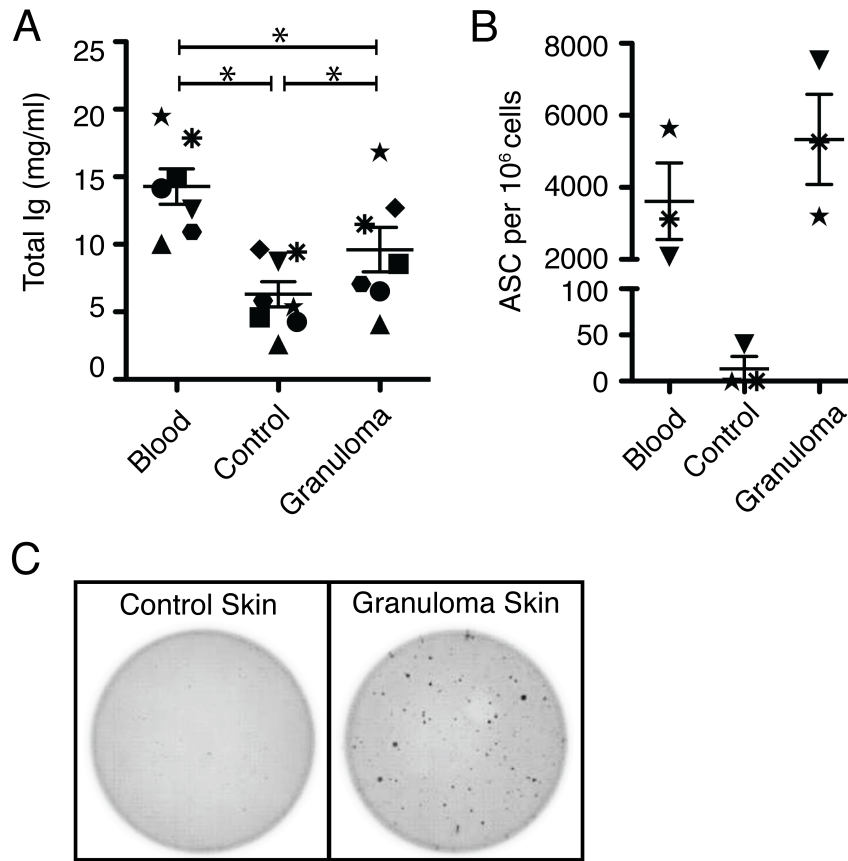 A
Total Ig (mg/ml)
25
20
15
10
5
0
*
*
*
Blood
Control
Granuloma
B
ASC per 10⁶ cells
8000
6000
4000
2000
100
50
0
Blood
Control
Granuloma
C
Control Skin
Granuloma Skin